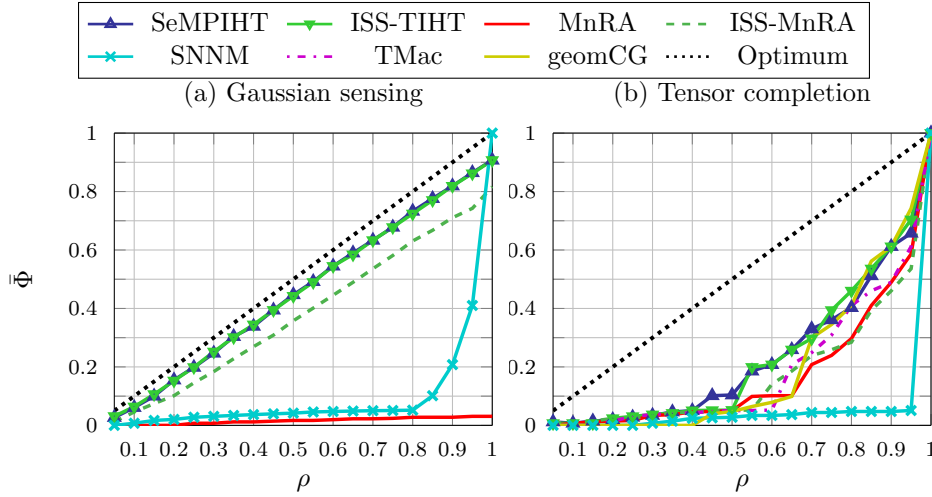 SeMPIHT ISS-TIHT MnRA ISS-MnRA
SNNM TMac geomCG Optimum
(a) Gaussian sensing
(b) Tensor completion
1
0.8
0.6
0.4
0.2
0
Φ̄
0.1 0.2 0.3 0.4 0.5 0.6 0.7 0.8 0.9 1
ρ
1
0.8
0.6
0.4
0.2
0
0.1 0.2 0.3 0.4 0.5 0.6 0.7 0.8 0.9 1
ρ